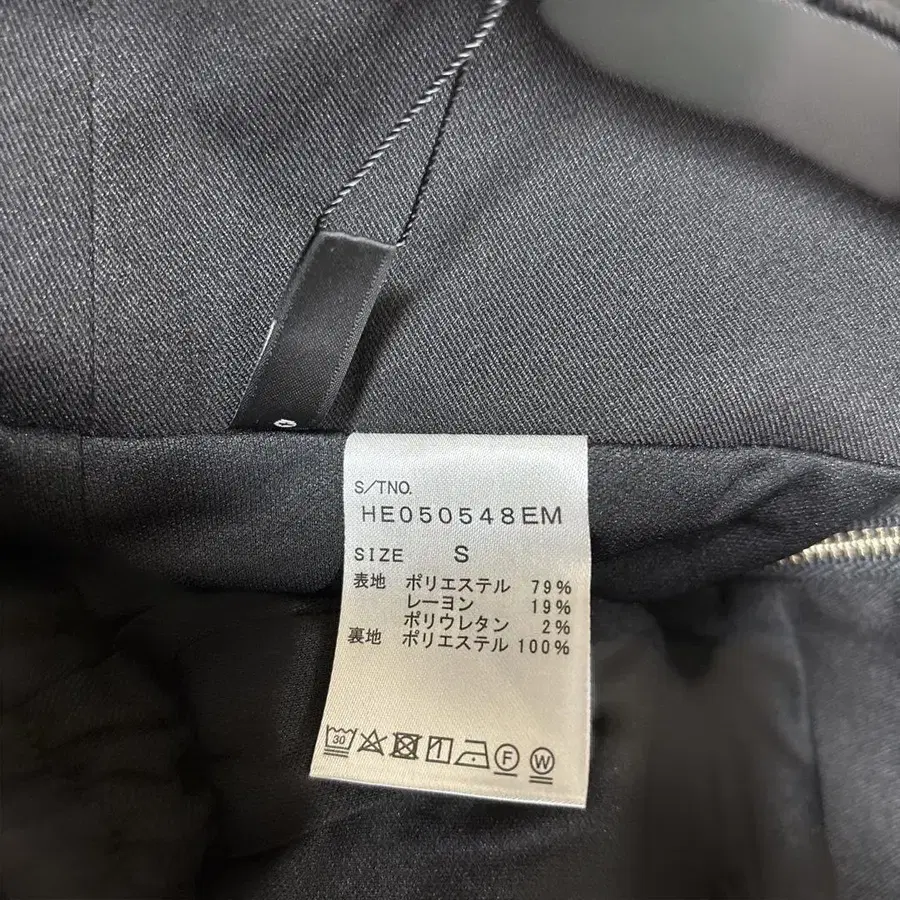 S/TNO.
HE050548EM
SIZE S
表地 ポリエステル 79%
レーヨン 19%
ポリウレタン 2%
裏地 ポリエステル 100%
30
F W